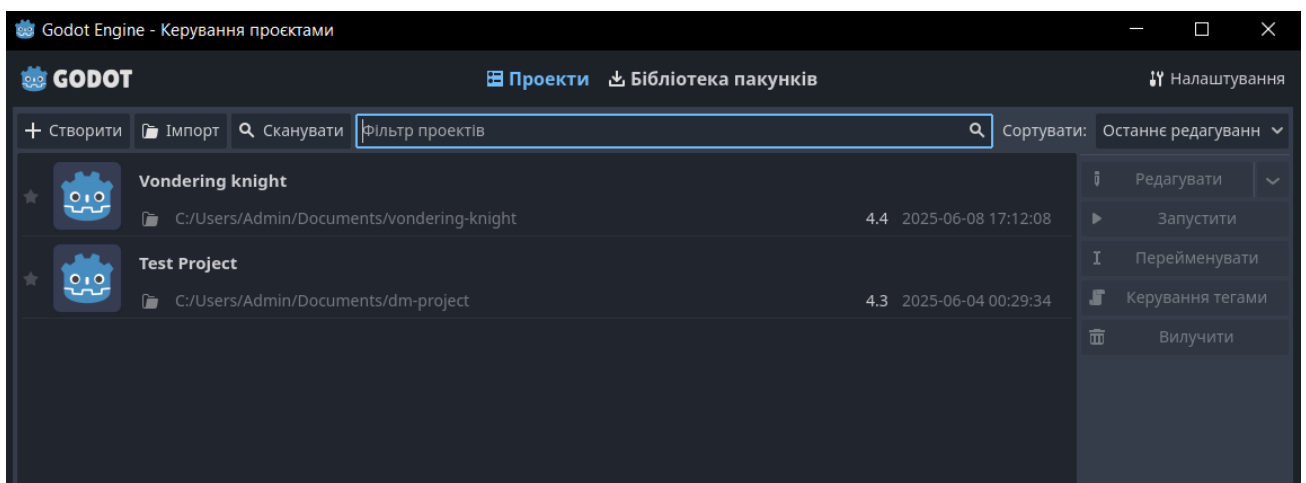 Godot Engine - Керування проєктами
GODOT Проекти Бібліотека пакунків Налаштування
Створити Імпорт Сканувати Фільтр проектів Сортувати: Останнє редагуванн
Vondering knight
C:/Users/Admin/Documents/vondering-knight 4.4 2025-06-08 17:12:08
Test Project
C:/Users/Admin/Documents/dm-project 4.3 2025-06-04 00:29:34
Редагувати
Запустити
Перейменувати
Керування тегами
Вилучити